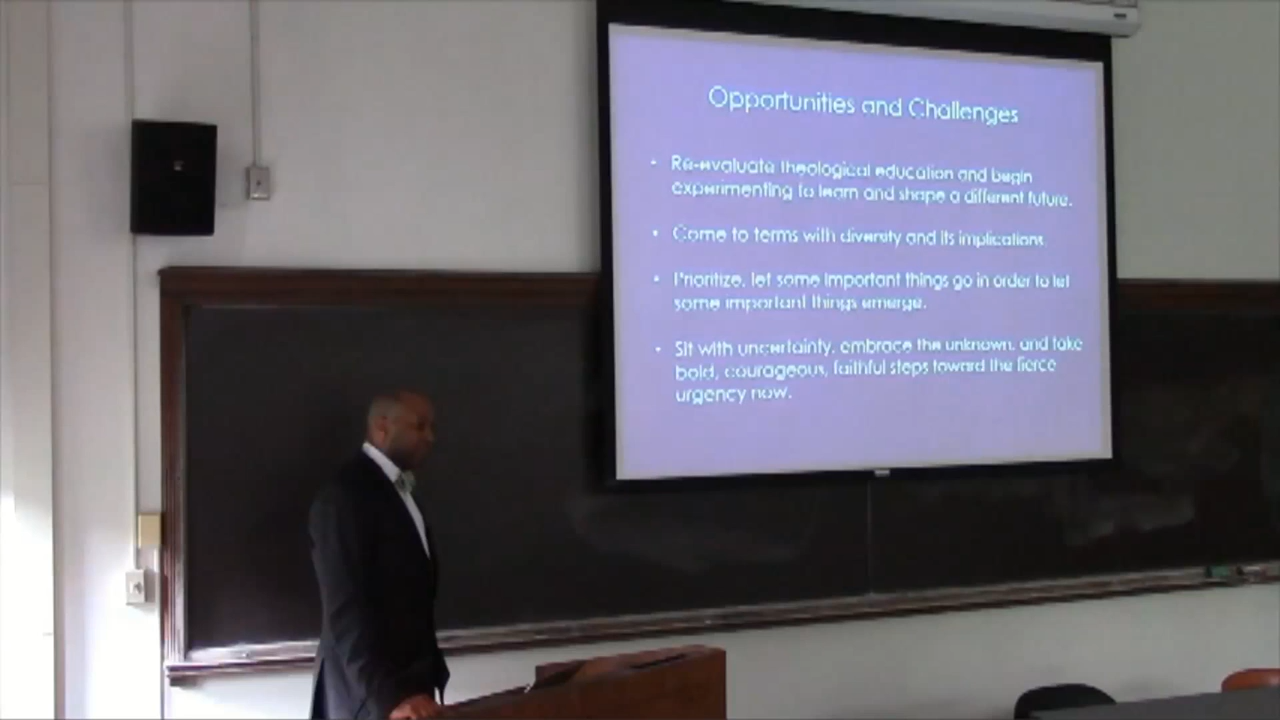 Opportunities and Challenges
• Re-evaluate theological education and begin
experimenting to learn and shape a different future.
• Come to terms with diversity and its implications.
• Prioritize, let some important things go in order to let
some important things emerge.
• Sit with uncertainty, embrace the unknown, and take
bold, courageous, faithful steps toward the fierce
urgency now.